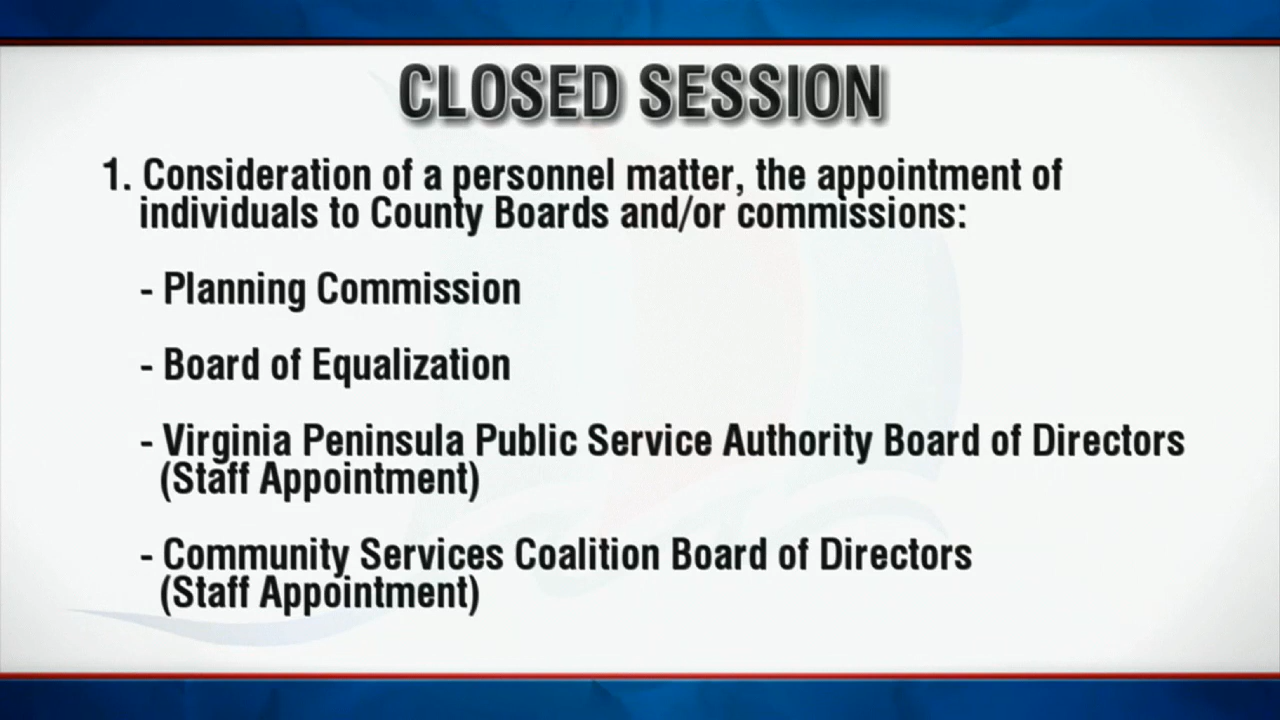 CLOSED SESSION
1. Consideration of a personnel matter, the appointment of
individuals to County Boards and/or commissions:
- Planning Commission
- Board of Equalization
- Virginia Peninsula Public Service Authority Board of Directors
(Staff Appointment)
- Community Services Coalition Board of Directors
(Staff Appointment)